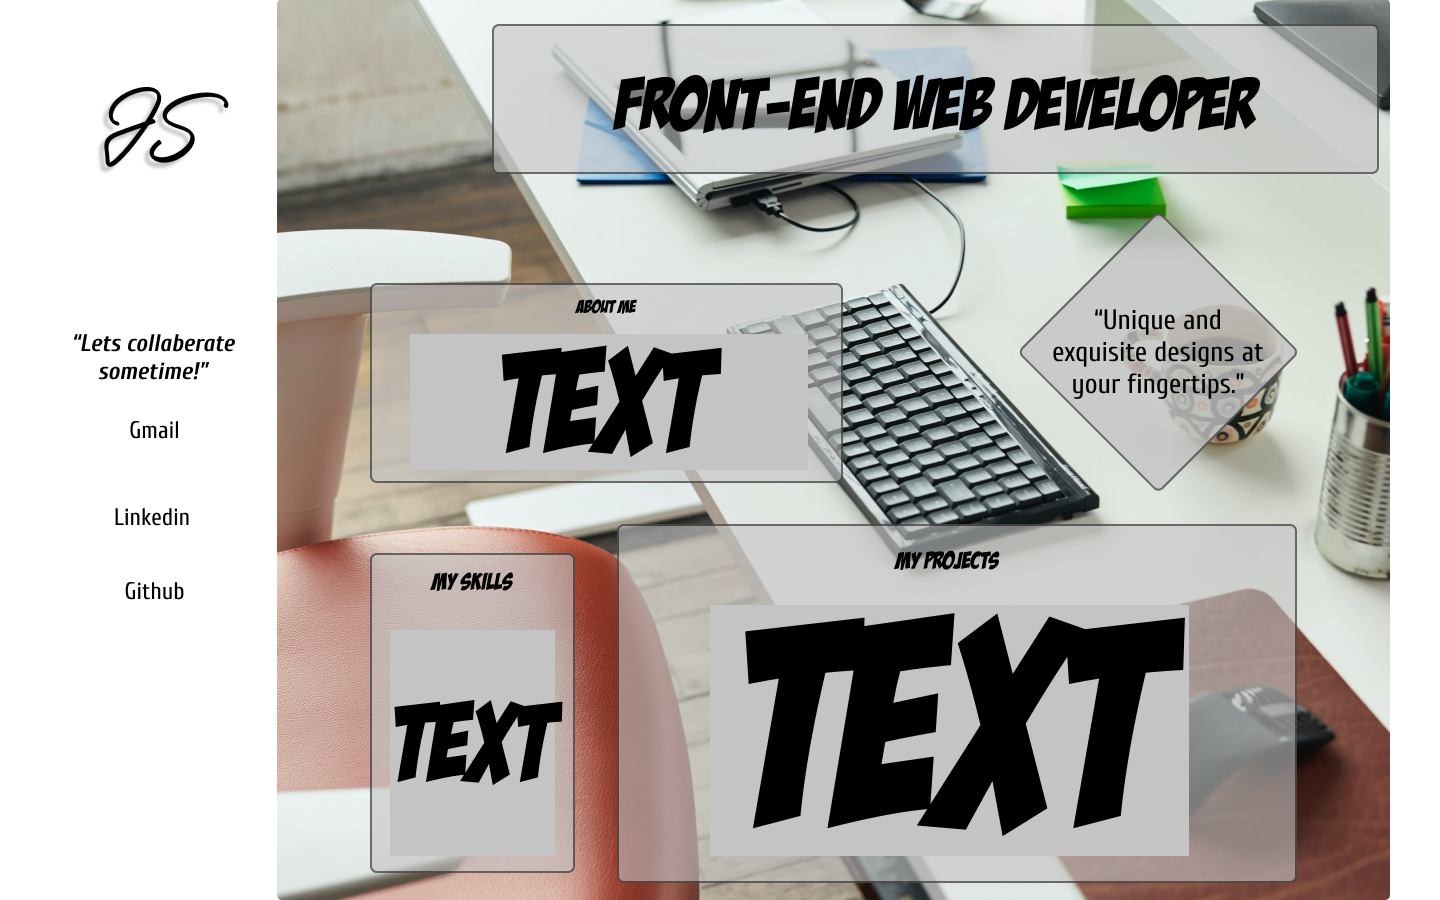 JS
“Lets collaberate
sometime!”
Gmail
Linkedin
Github
FRONT-END WEB DEVELOPER
ABOUT ME
TEXT
“Unique and
exquisite designs at
your fingertips.”
MY SKILLS
TEXT
MY PROJECTS
TEXT